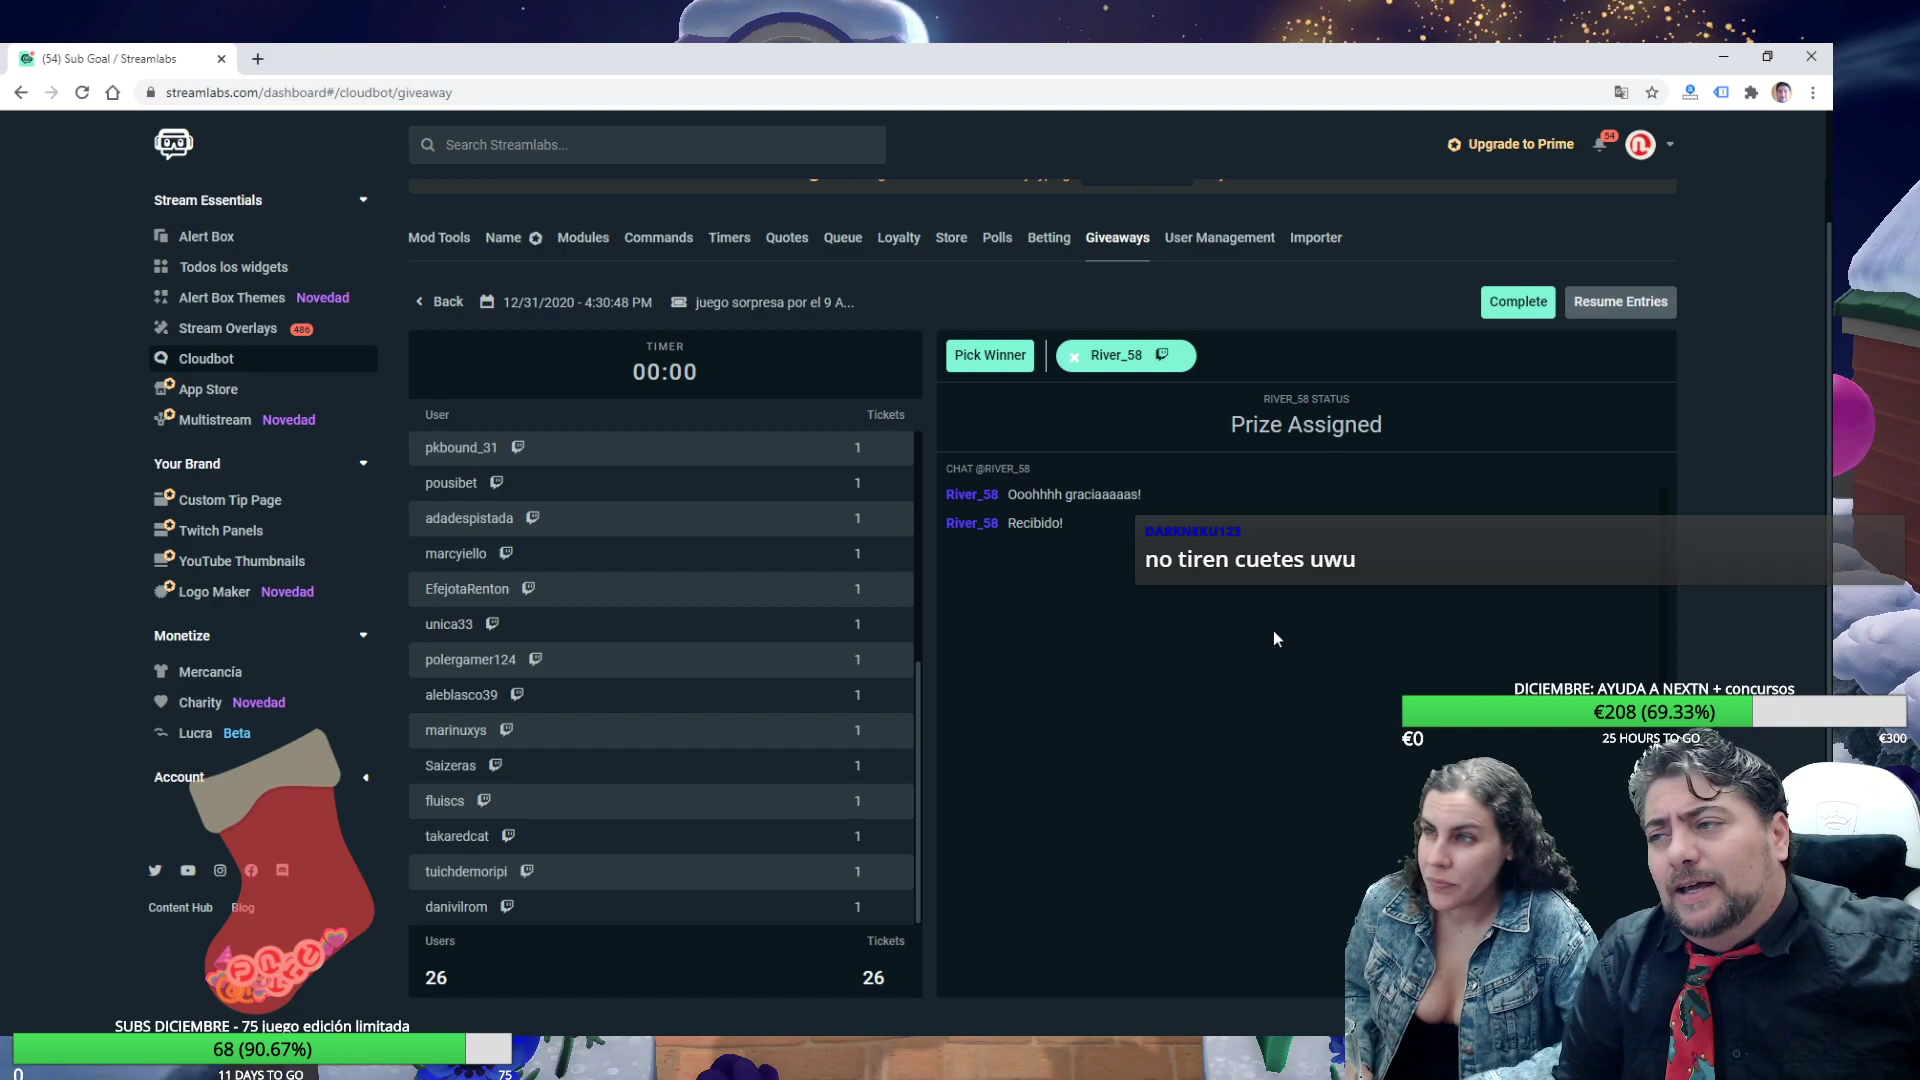 (54) Sub Goal / Streamlabs
streamlabs.com/dashboard#/cloudbot/giveaway
Search Streamlabs...
Upgrade to Prime
54
Stream Essentials
Alert Box
Todos los widgets
Alert Box Themes Novedad
Stream Overlays 486
Cloudbot
App Store
Multistream Novedad
Your Brand
Custom Tip Page
Twitch Panels
YouTube Thumbnails
Logo Maker Novedad
Monetize
Mercancía
Charity Novedad
Lucra Beta
Account
Content Hub Blog
Mod Tools Name Modules Commands Timers Quotes Queue Loyalty Store Polls Betting Giveaways User Management Importer
Back 12/31/2020 - 4:30:48 PM juego sorpresa por el 9 A...
Complete Resume Entries
TIMER
00:00
User Tickets
pkbound_31 1
pousibet 1
adadespistada 1
marcyiello 1
EfejotaRenton 1
unica33 1
polergamer124 1
aleblasco39 1
marinuxys 1
Saizeras 1
fluiscs 1
takaredcat 1
tuichdemoripi 1
danivilrom 1
Users Tickets
26 26
Pick Winner River_58
RIVER_58 STATUS
Prize Assigned
CHAT @RIVER_58
River_58 Ooohhhh graciaaaaas!
River_58 Recibido!
DARKNEKU123
no tiren cuetes uwu
DICIEMBRE: AYUDA A NEXTN + concursos
€208 (69.33%)
€0 25 HOURS TO GO €300
SUBS DICIEMBRE - 75 juego edición limitada
68 (90.67%)
0 11 DAYS TO GO 75